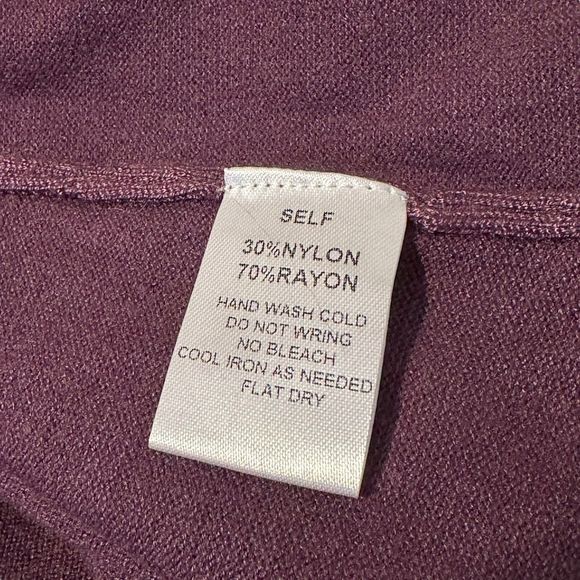 SELF
30%NYLON
70%RAYON
HAND WASH COLD
DO NOT WRING
NO BLEACH
COOL IRON AS NEEDED
FLAT DRY